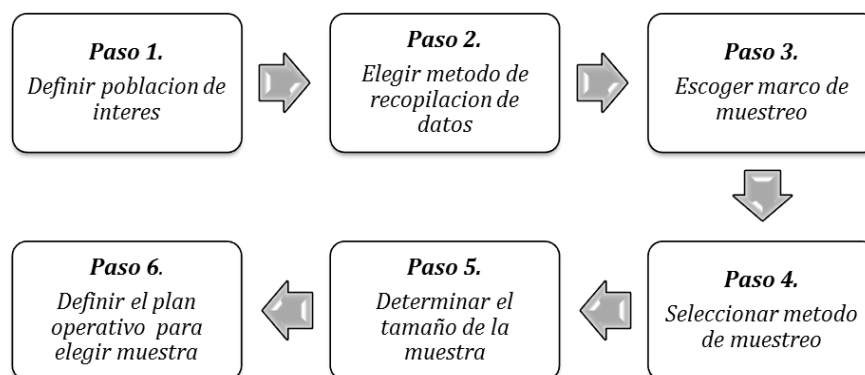 Paso 1.
Definir poblacion de
interes
Paso 2.
Elegir metodo de
recopilacion de
datos
Paso 3.
Escoger marco de
muestreo
Paso 4.
Seleccionar metodo
de muestreo
Paso 5.
Determinar el
tamaño de la
muestra
Paso 6.
Definir el plan
operativo para
elegir muestra